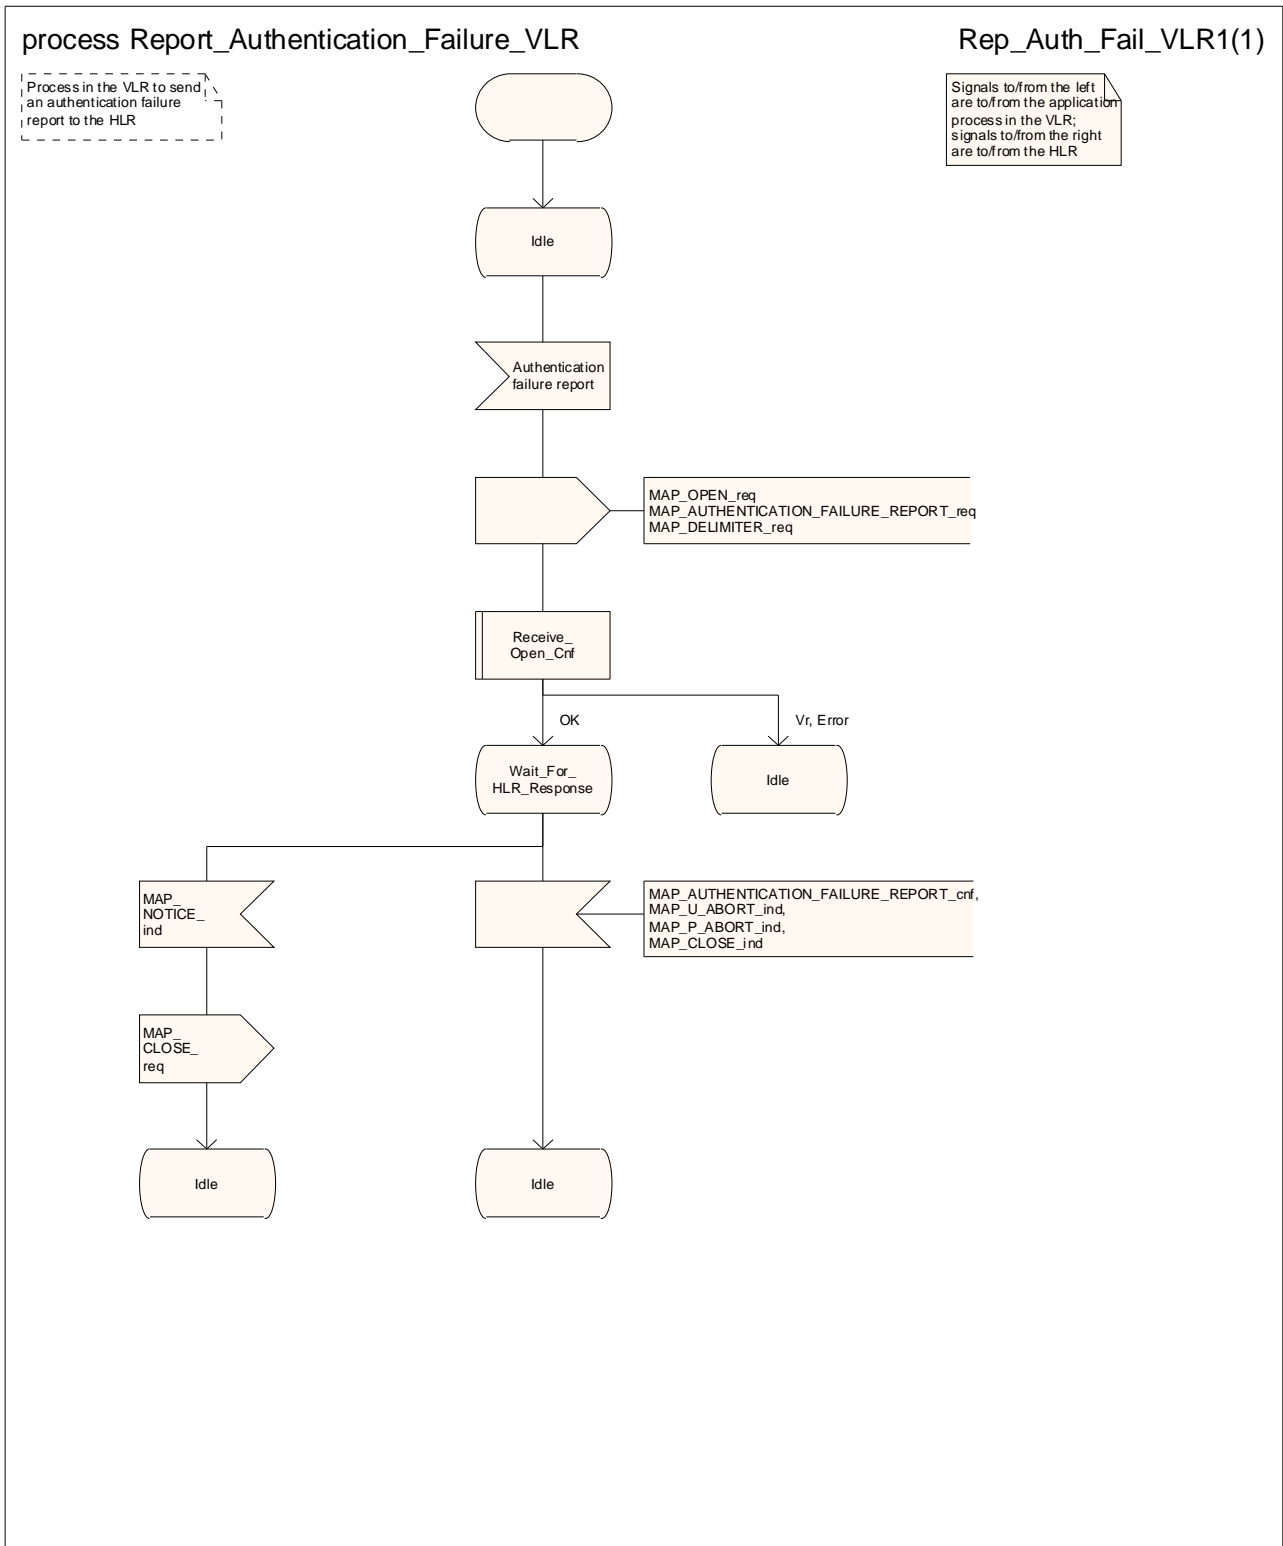 process Report_Authentication_Failure_VLR
Rep_Auth_Fail_VLR1(1)
Process in the VLR to send
an authentication failure
report to the HLR
Signals to/from the left
are to/from the application
process in the VLR;
signals to/from the right
are to/from the HLR
Idle
Authentication
failure report
MAP_OPEN_req
MAP_AUTHENTICATION_FAILURE_REPORT_req
MAP_DELIMITER_req
Receive_
Open_Cnf
OK
Vr, Error
Wait_For_
HLR_Response
Idle
MAP_
NOTICE_
ind
MAP_AUTHENTICATION_FAILURE_REPORT_cnf,
MAP_U_ABORT_ind,
MAP_P_ABORT_ind,
MAP_CLOSE_ind
MAP_
CLOSE_
req
Idle
Idle